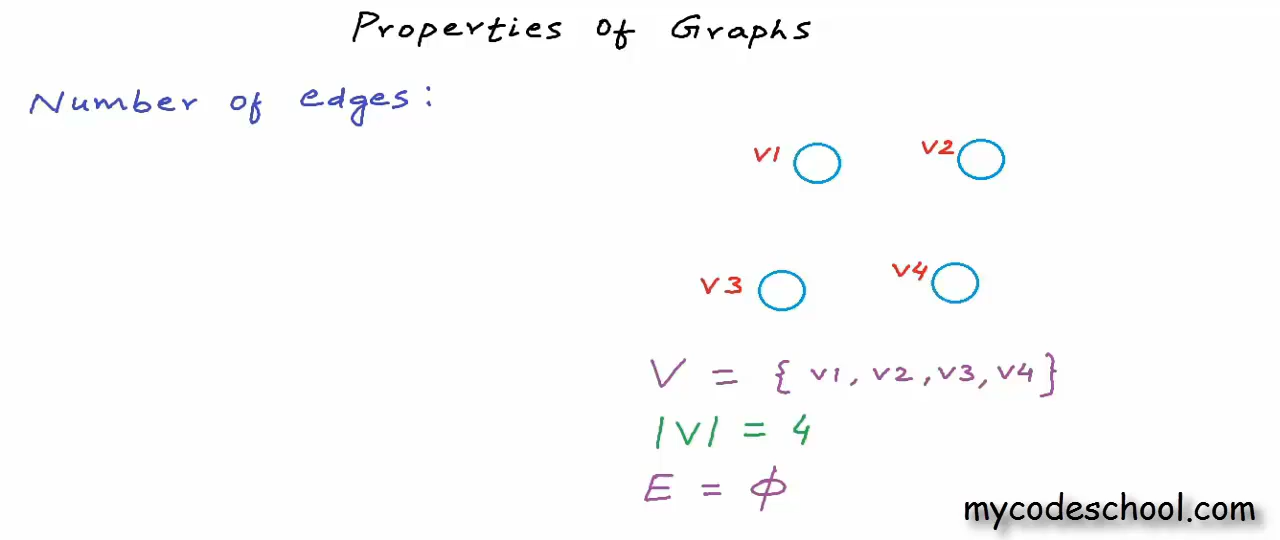 Properties of Graphs
Number of edges:
v1
v2
v3
v4
V = { v1, v2, v3, v4 }
|V| = 4
E = ϕ
mycodeschool.com